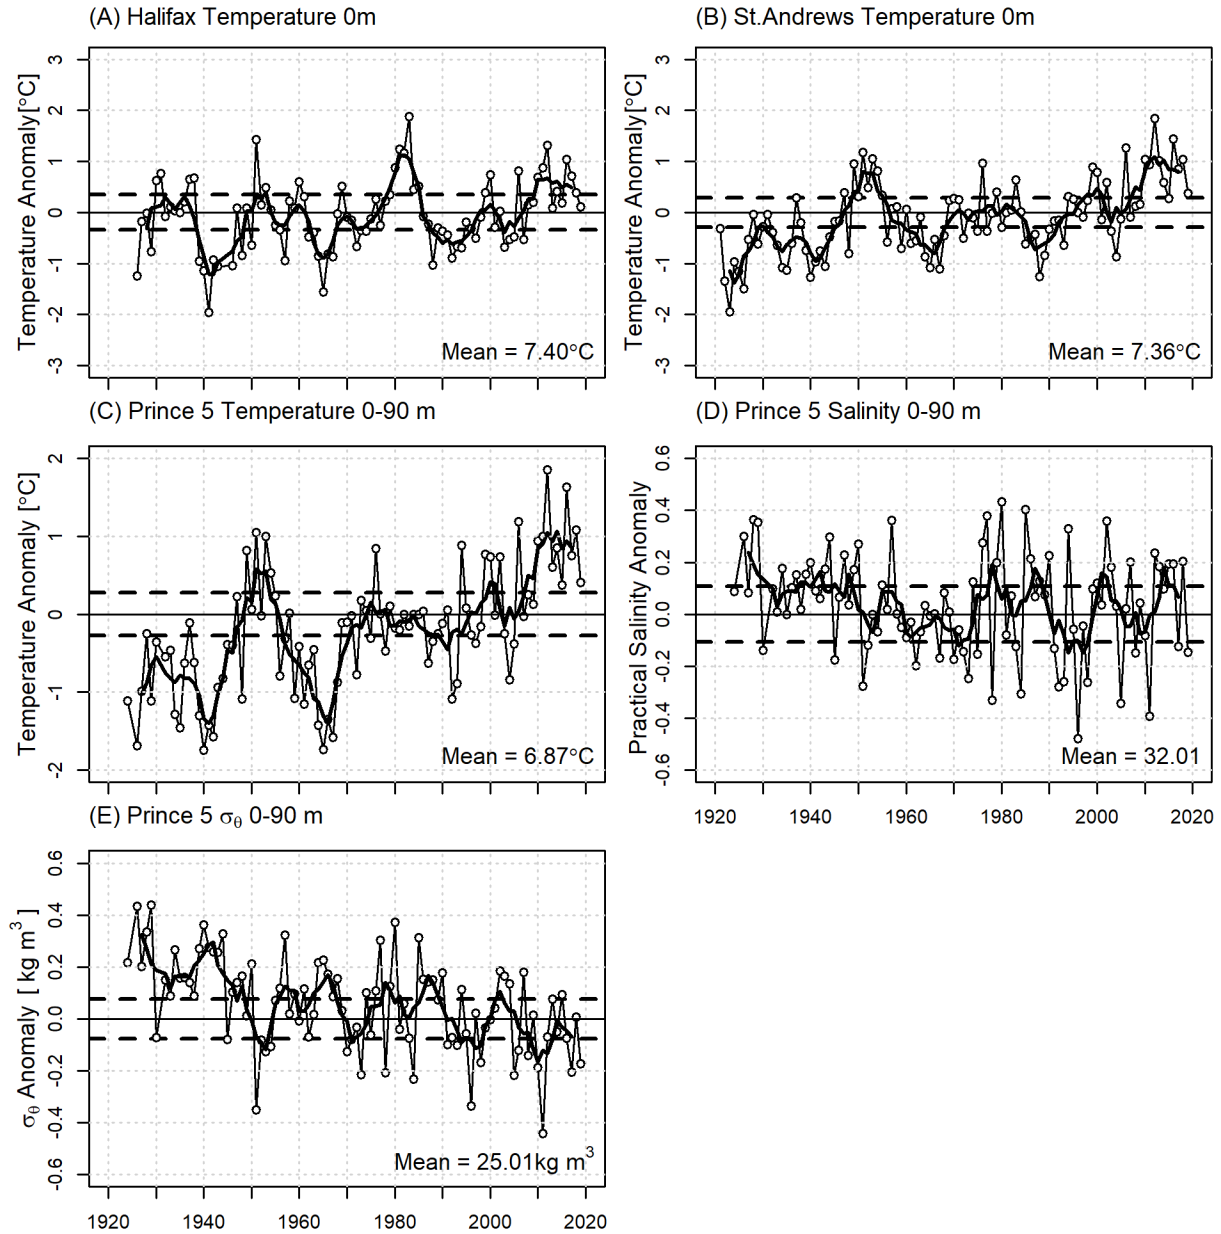 (A) Halifax Temperature 0m
Temperature Anomaly[°C]
3
2
1
0
-1
-2
-3
Mean = 7.40°C
(B) St.Andrews Temperature 0m
Temperature Anomaly[°C]
3
2
1
0
-1
-2
-3
Mean = 7.36°C
(C) Prince 5 Temperature 0-90 m
Temperature Anomaly [°C]
2
1
0
-1
-2
Mean = 6.87°C
(D) Prince 5 Salinity 0-90 m
Practical Salinity Anomaly
0.6
0.4
0.2
0.0
-0.2
-0.4
-0.6
Mean = 32.01
1920 1940 1960 1980 2000 2020
(E) Prince 5 σθ 0-90 m
σθ Anomaly [ kg m³ ]
0.6
0.4
0.2
0.0
-0.2
-0.4
-0.6
Mean = 25.01kg m³
1920 1940 1960 1980 2000 2020